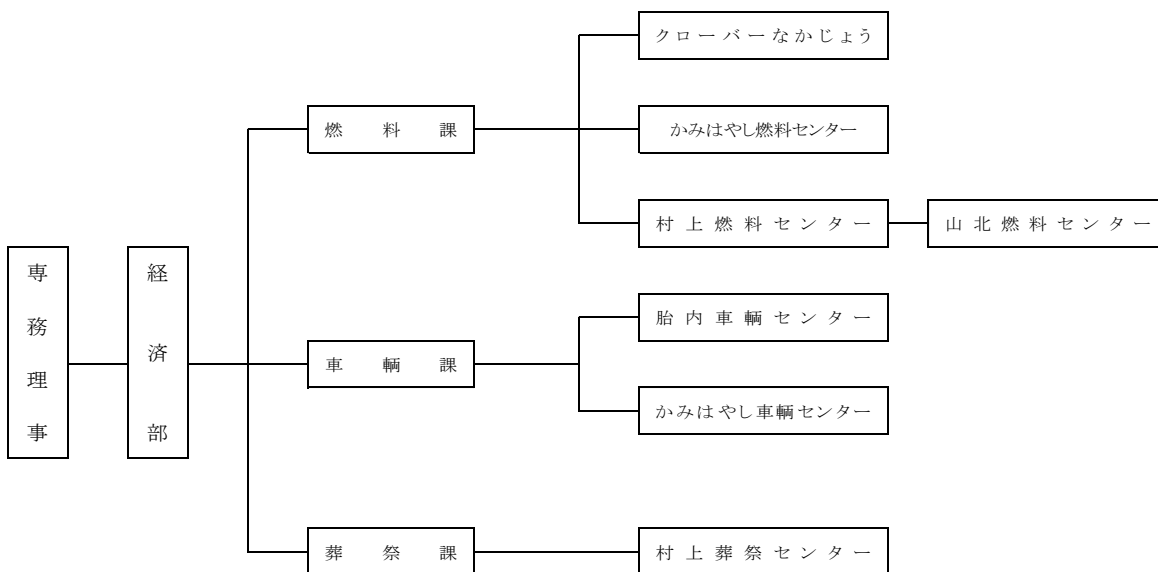 クローバーなかじょう
燃料課
かみはやし燃料センター
村上燃料センター
山北燃料センター
専務理事
経済部
胎内車輌センター
車輌課
かみはやし車輌センター
葬祭課
村上葬祭センター